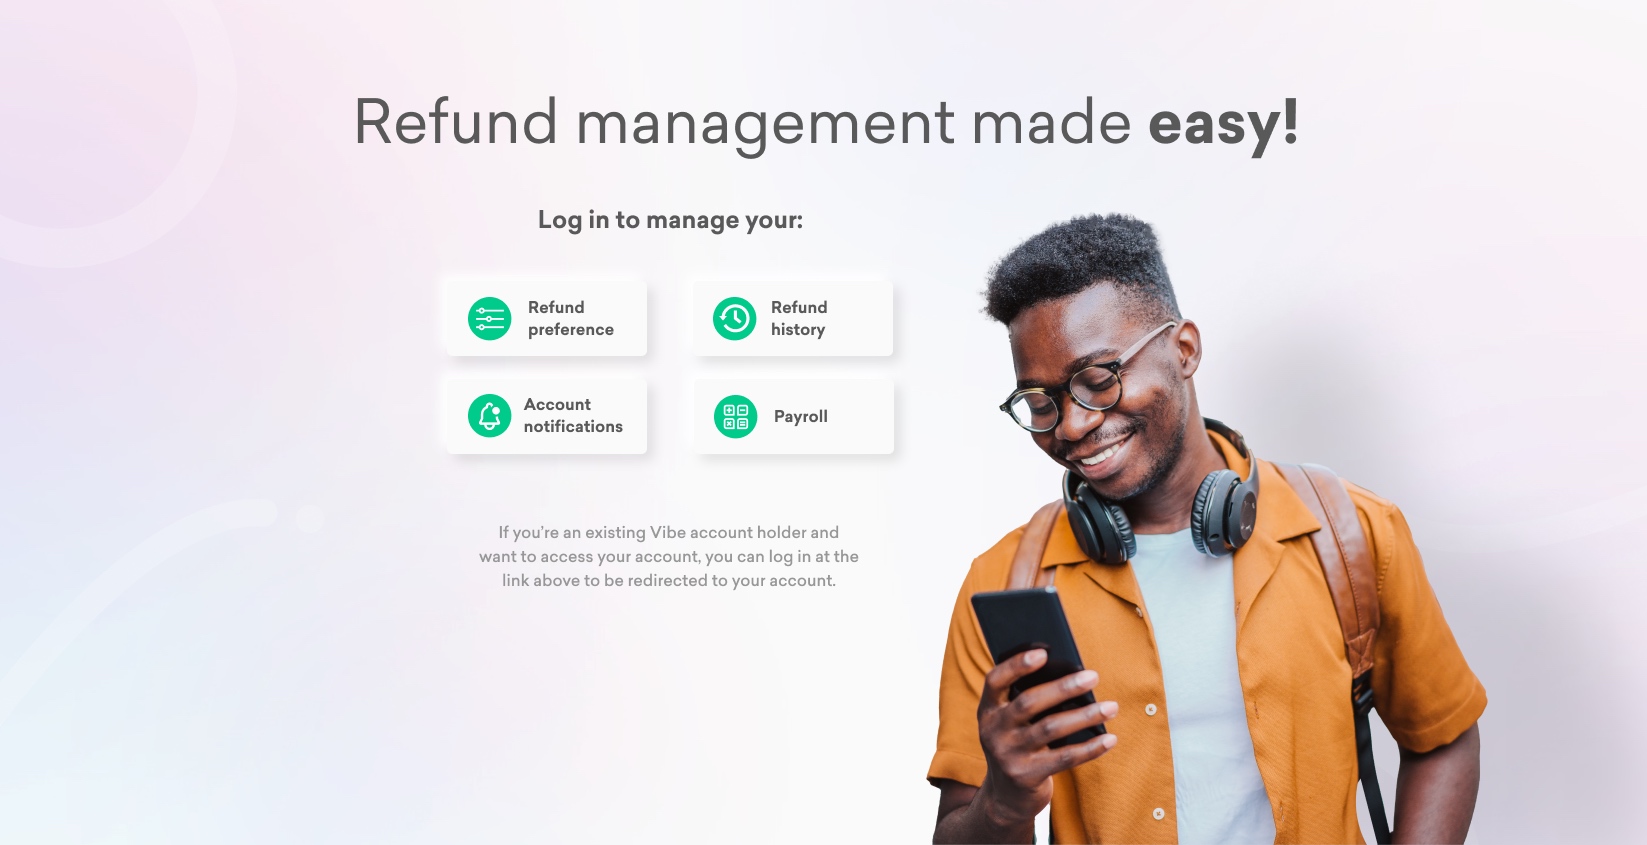 Refund management made easy!
Log in to manage your:
Refund
preference
Refund
history
Account
notifications
Payroll
If you're an existing Vibe account holder and
want to access your account, you can log in at the
link above to be redirected to your account.